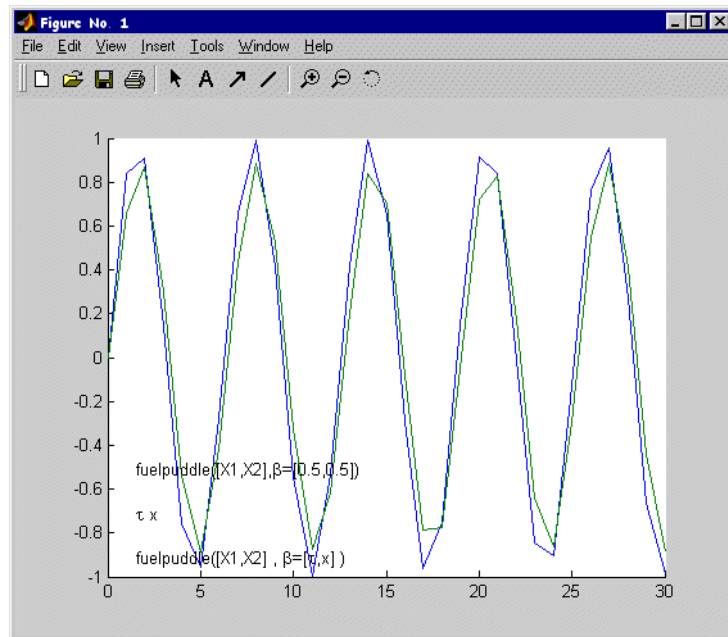 Figure No. 1
File Edit View Insert Tools Window Help
A
1
0.8
0.6
0.4
0.2
0
-0.2
-0.4
-0.6
-0.8
-1
fuelpuddle([X1,X2],β=[0.5,0.5])
τ x
fuelpuddle([X1,X2] , β=[τ,x] )
0 5 10 15 20 25 30